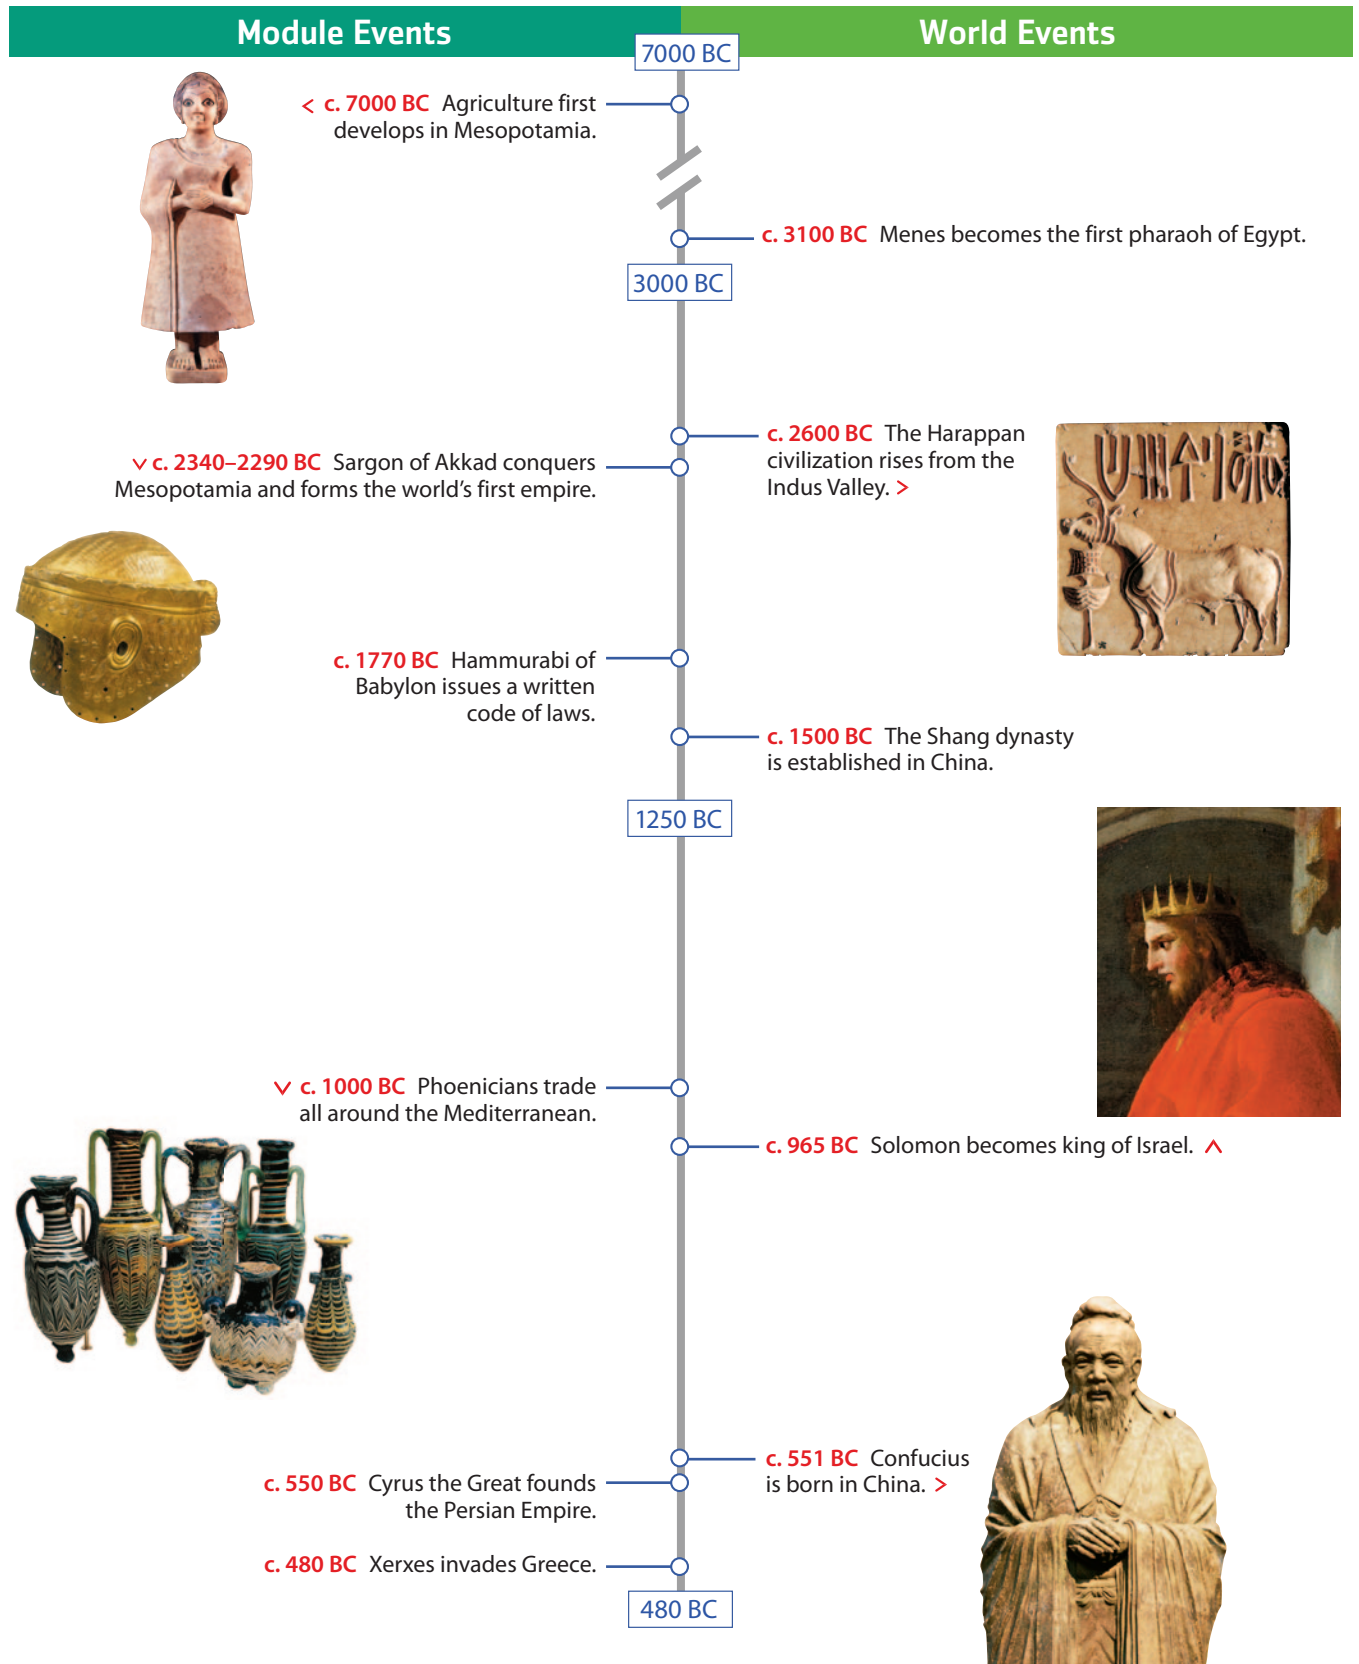 Module Events
World Events
7000 BC
< c. 7000 BC Agriculture first
develops in Mesopotamia.
c. 3100 BC Menes becomes the first pharaoh of Egypt.
3000 BC
c. 2600 BC The Harappan
civilization rises from the
Indus Valley. >
c. 2340–2290 BC Sargon of Akkad conquers
Mesopotamia and forms the world’s first empire.
c. 1770 BC Hammurabi of
Babylon issues a written
code of laws.
c. 1500 BC The Shang dynasty
is established in China.
1250 BC
c. 1000 BC Phoenicians trade
all around the Mediterranean.
c. 965 BC Solomon becomes king of Israel.
c. 551 BC Confucius
is born in China. >
c. 550 BC Cyrus the Great founds
the Persian Empire.
c. 480 BC Xerxes invades Greece.
480 BC